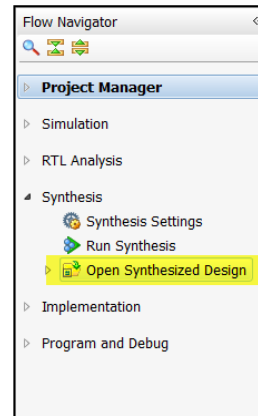 Flow Navigator
Project Manager
Simulation
RTL Analysis
Synthesis
Synthesis Settings
Run Synthesis
Open Synthesized Design
Implementation
Program and Debug